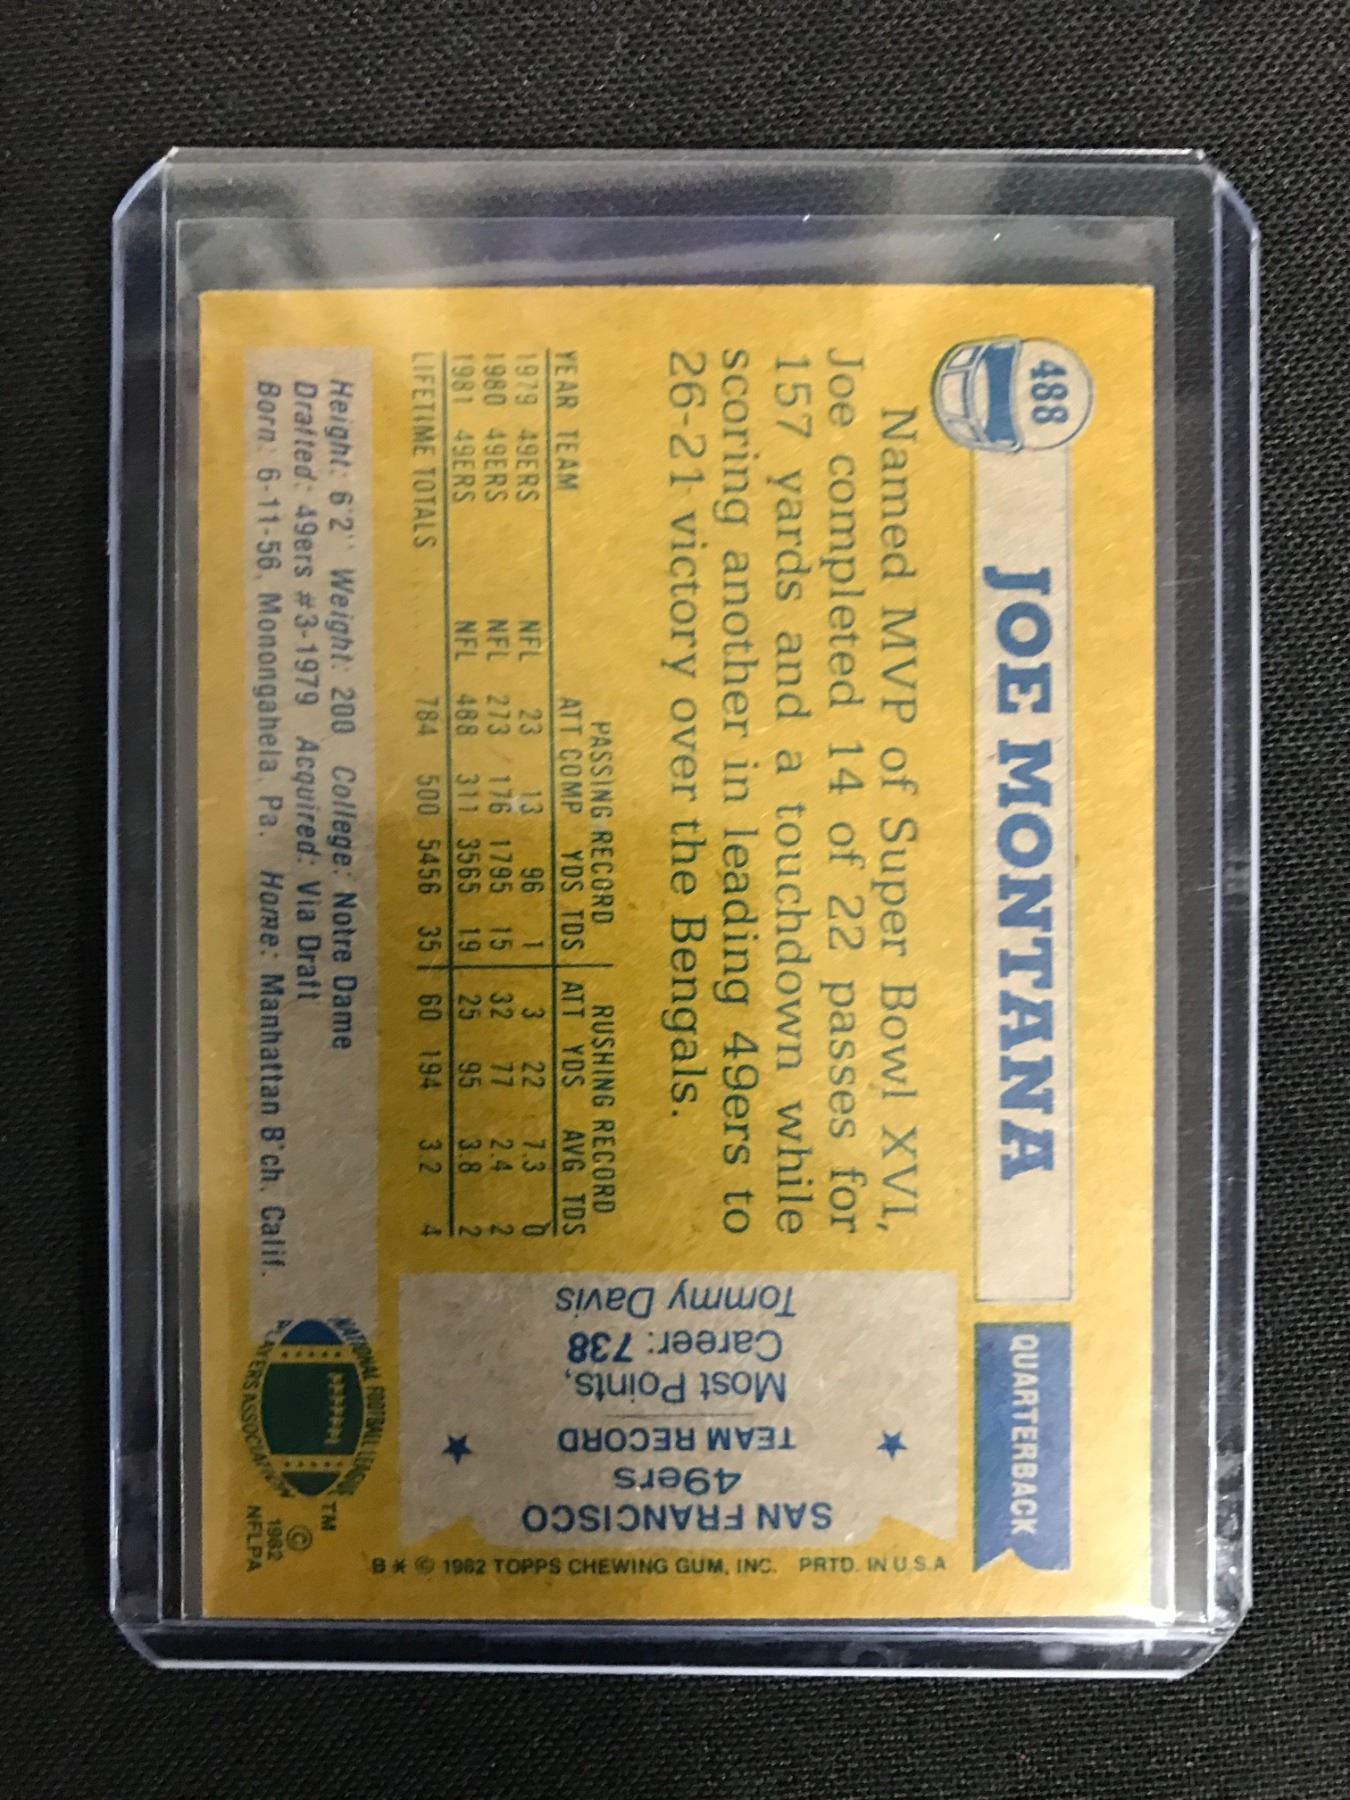 488
JOE MONTANA
QUARTERBACK
Named MVP of Super Bowl XVI,
Joe completed 14 of 22 passes for
157 yards and a touchdown while
scoring another in leading 49ers to
26-21 victory over the Bengals.
PASSING RECORD RUSHING RECORD
YEAR TEAM ATT COMP YDS TDS ATT YDS AVG TDS
1979 49ERS NFL 23 13 96 1 3 22 7.3 0
1980 49ERS NFL 273 176 1795 15 32 77 2.4 2
1981 49ERS NFL 488 311 3565 19 25 95 3.8 2
LIFETIME TOTALS 784 500 5456 35 60 194 3.2 4
Height: 6'2'' Weight: 200 College: Notre Dame
Drafted: 49ers #3-1979 Acquired: Via Draft
Born: 6-11-56, Monongahela, Pa. Home: Manhattan B'ch, Calif.
SAN FRANCISCO
49ers
★ TEAM RECORD ★
Most Points,
Career: 738
Tommy Davis
B * © 1982 TOPPS CHEWING GUM, INC. PRTD. IN U.S.A
NATIONAL FOOTBALL LEAGUE
PLAYERS ASSOCIATION
TM
©
1982
NFLPA